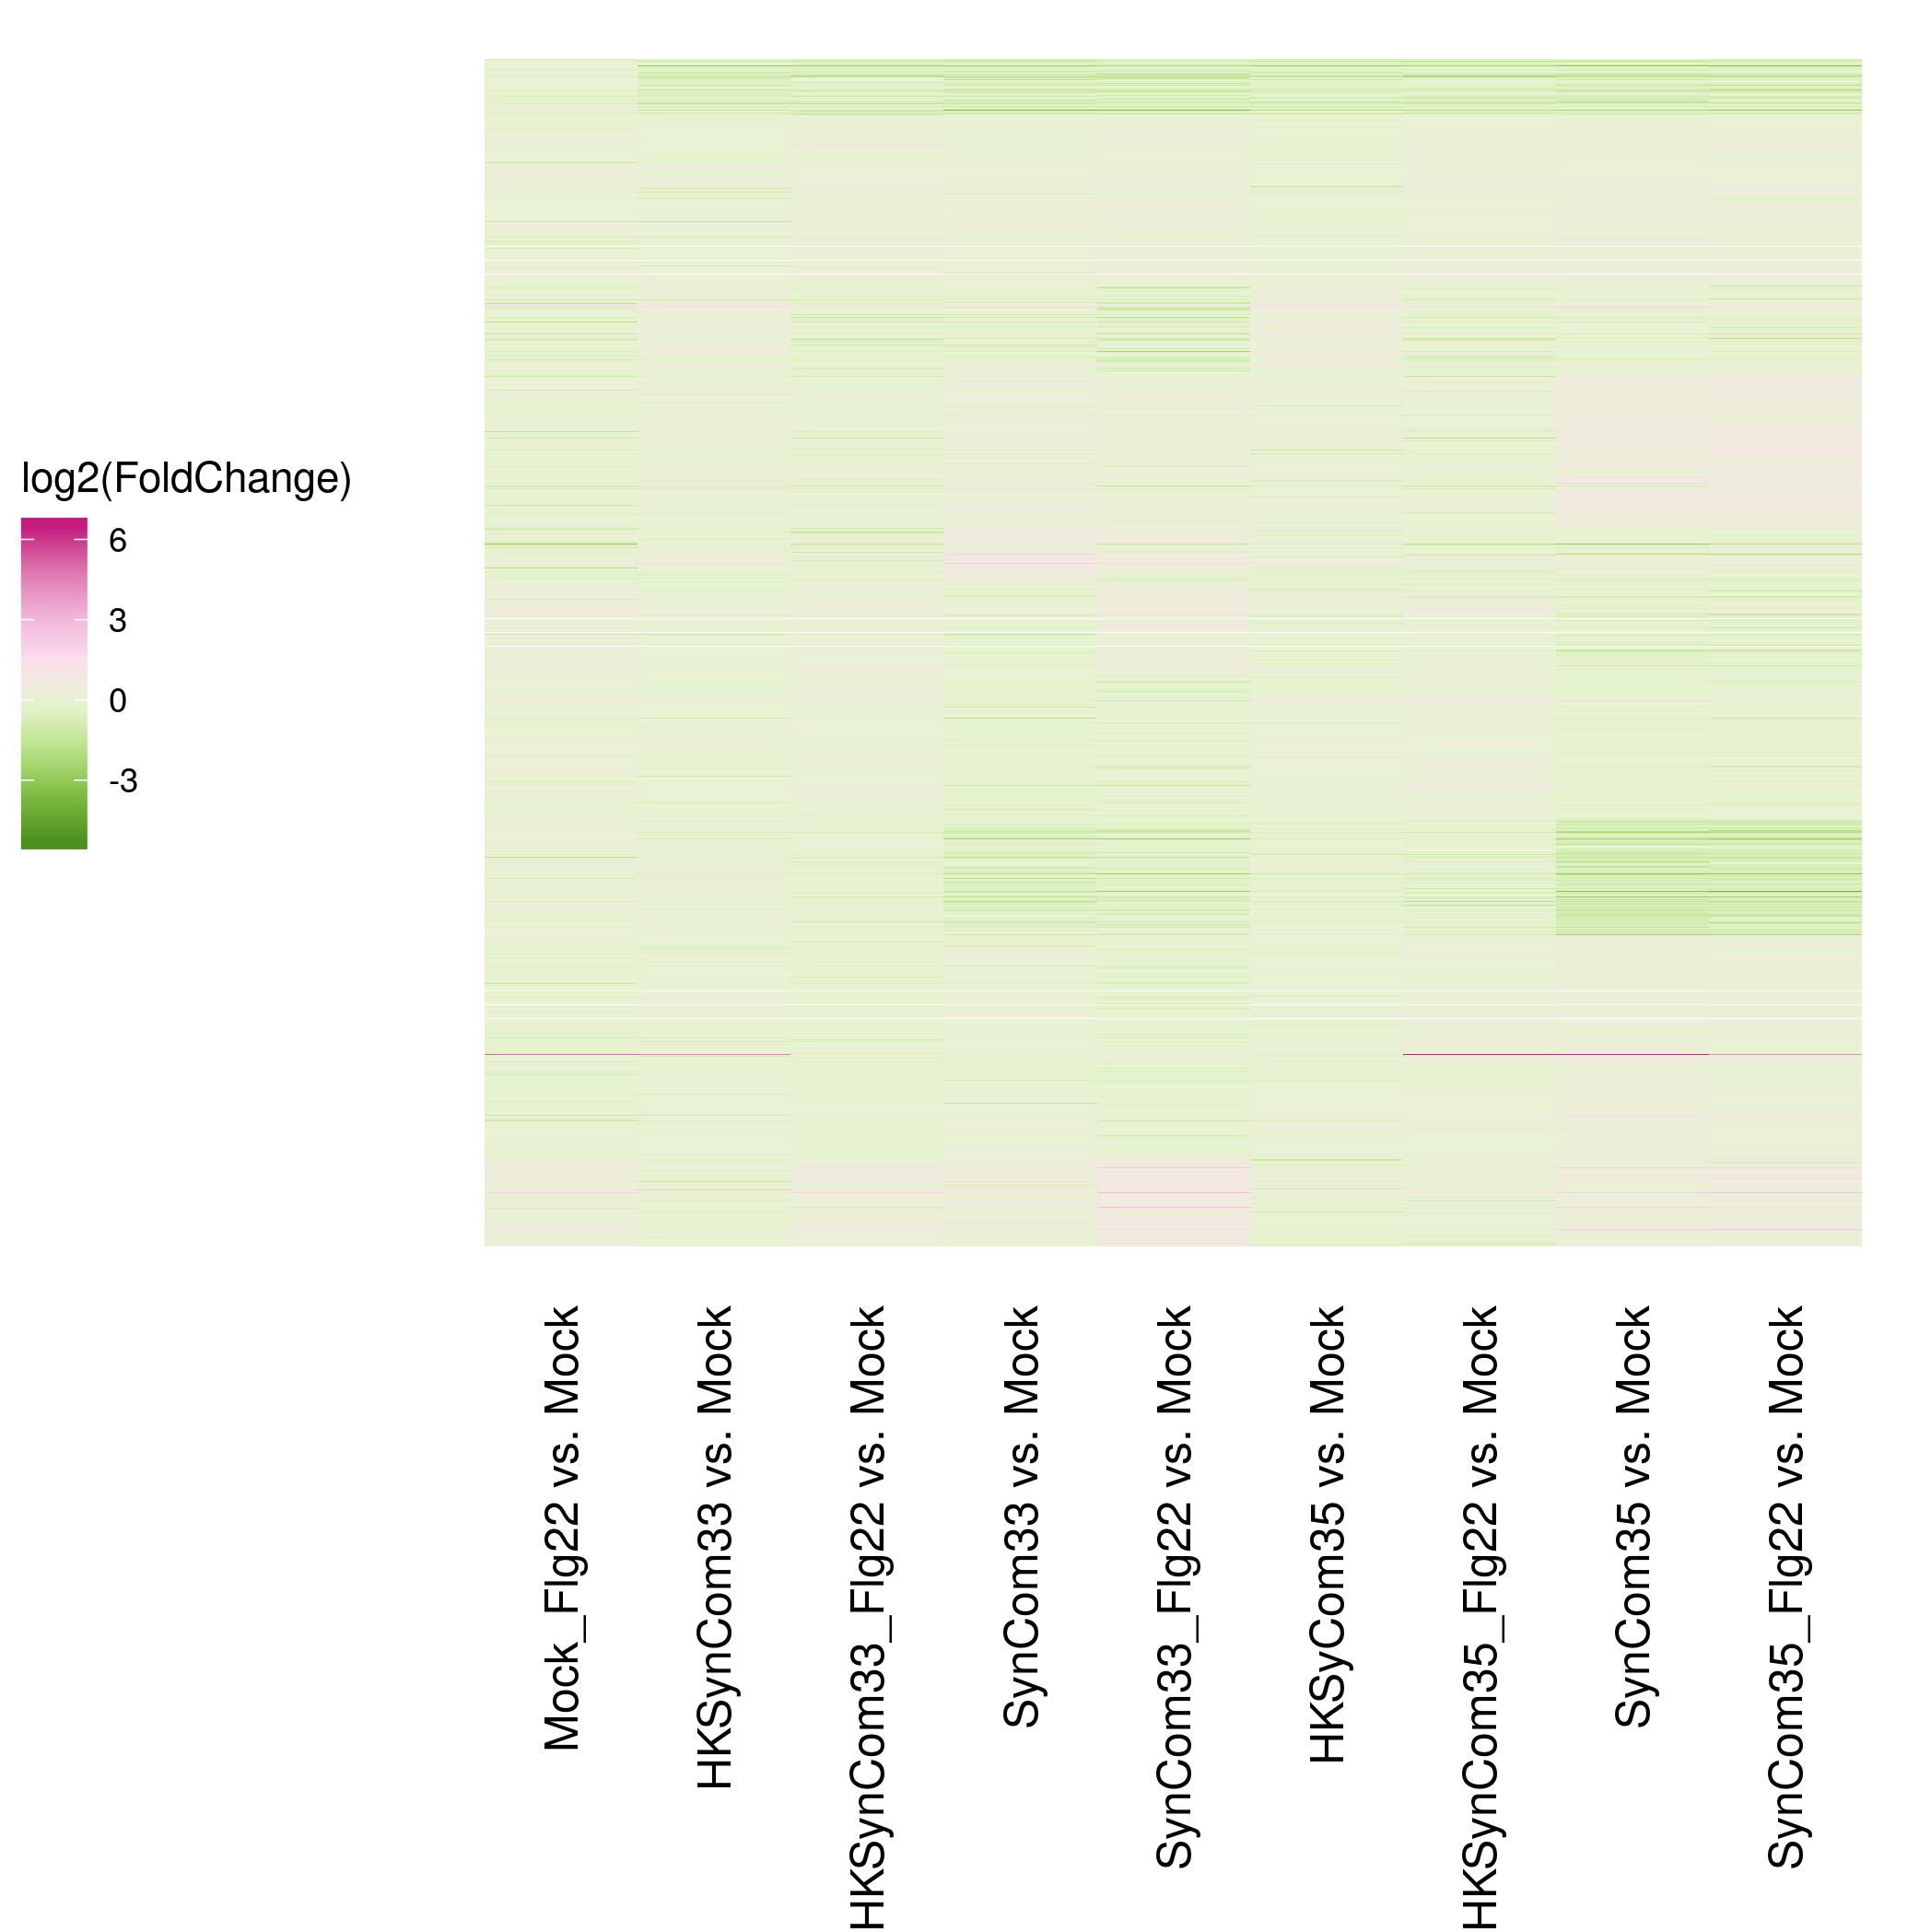 log2(FoldChange)
6
3
0
-3
Mock_Flg22 vs. Mock
HKSynCom33 vs. Mock
HKSynCom33_Flg22 vs. Mock
SynCom33 vs. Mock
SynCom33_Flg22 vs. Mock
HKSyCom35 vs. Mock
HKSynCom35_Flg22 vs. Mock
SynCom35 vs. Mock
SynCom35_Flg22 vs. Mock